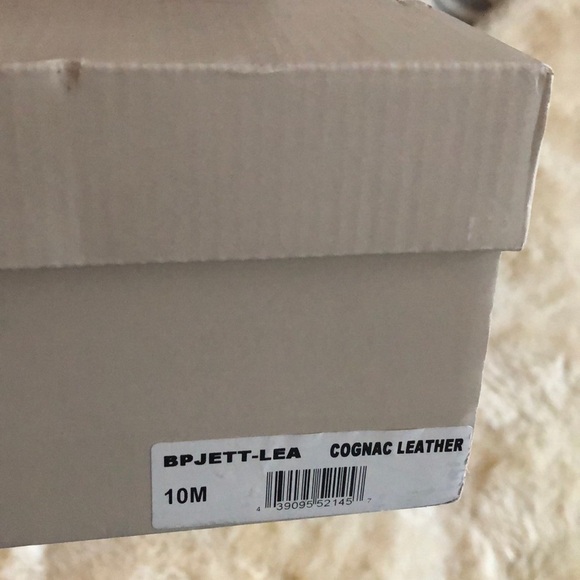 BPJETT-LEA COGNAC LEATHER
10M
4 39095 52145 7